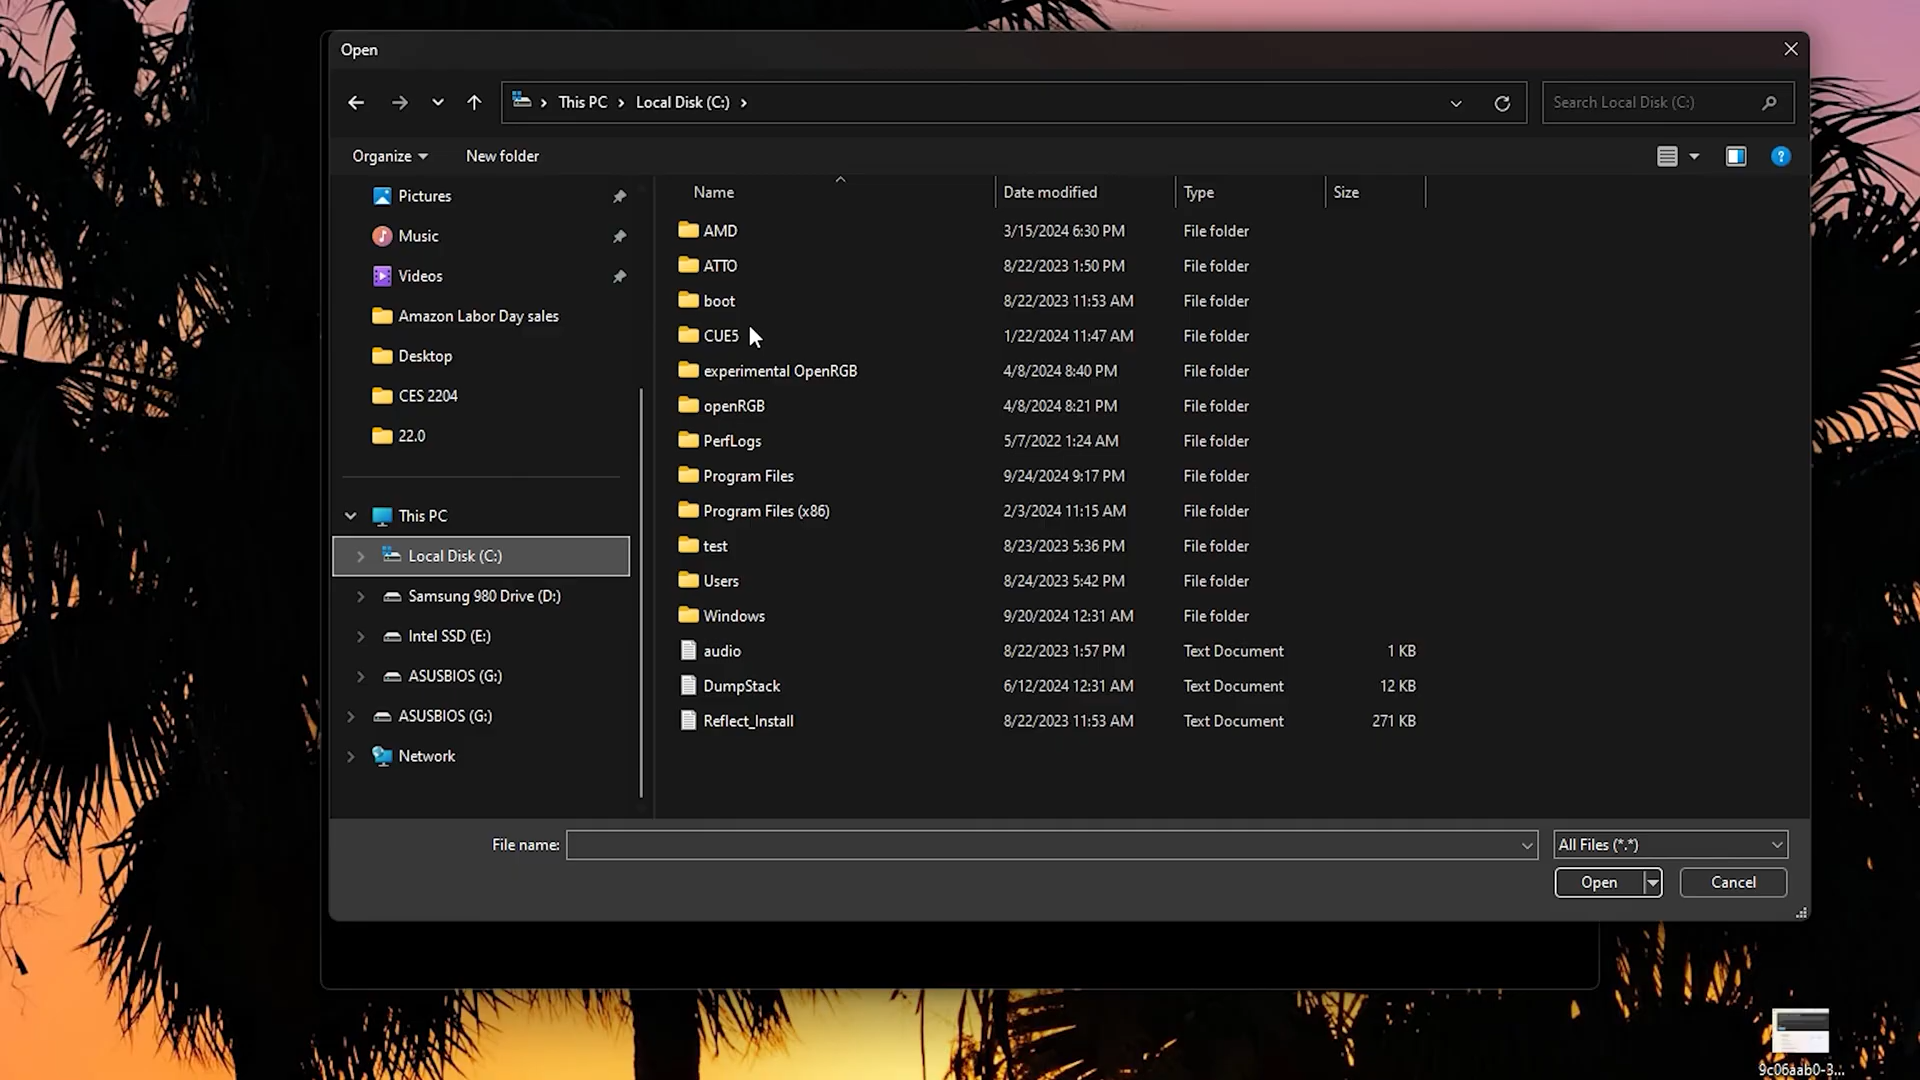 Open
This PC Local Disk (C:)
Search Local Disk (C:)
Organize
New folder
Pictures
Music
Videos
Amazon Labor Day sales
Desktop
CES 2204
22.0
This PC
Local Disk (C:)
Samsung 980 Drive (D:)
Intel SSD (E:)
ASUSBIOS (G:)
ASUSBIOS (G:)
Network
Name Date modified Type Size
AMD 3/15/2024 6:30 PM File folder
ATTO 8/22/2023 1:50 PM File folder
boot 8/22/2023 11:53 AM File folder
CUE5 1/22/2024 11:47 AM File folder
experimental OpenRGB 4/8/2024 8:40 PM File folder
openRGB 4/8/2024 8:21 PM File folder
PerfLogs 5/7/2022 1:24 AM File folder
Program Files 9/24/2024 9:17 PM File folder
Program Files (x86) 2/3/2024 11:15 AM File folder
test 8/23/2023 5:36 PM File folder
Users 8/24/2023 5:42 PM File folder
Windows 9/20/2024 12:31 AM File folder
audio 8/22/2023 1:57 PM Text Document 1 KB
DumpStack 6/12/2024 12:31 AM Text Document 12 KB
Reflect_Install 8/22/2023 11:53 AM Text Document 271 KB
File name:
All Files (*.*)
Open
Cancel
9c06aab0-3...